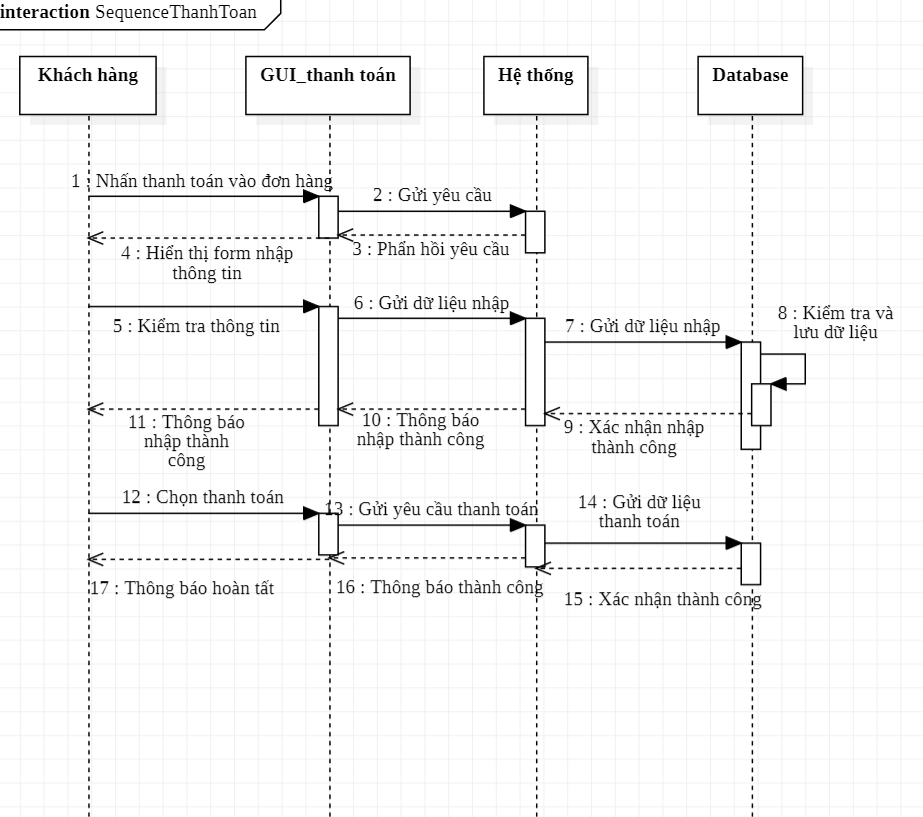 interaction SequenceThanhToan
Khách hàng
GUI_thanh toán
Hệ thống
Database
1 : Nhấn thanh toán vào đơn hàng
2 : Gửi yêu cầu
3 : Phẩn hồi yêu cầu
4 : Hiển thị form nhập
thông tin
5 : Kiểm tra thông tin
6 : Gửi dữ liệu nhập
7 : Gửi dữ liệu nhập
8 : Kiểm tra và
lưu dữ liệu
9 : Xác nhận nhập
thành công
10 : Thông báo
nhập thành công
11 : Thông báo
nhập thành
công
12 : Chọn thanh toán
13 : Gửi yêu cầu thanh toán
14 : Gửi dữ liệu
thanh toán
15 : Xác nhận thành công
16 : Thông báo thành công
17 : Thông báo hoàn tất